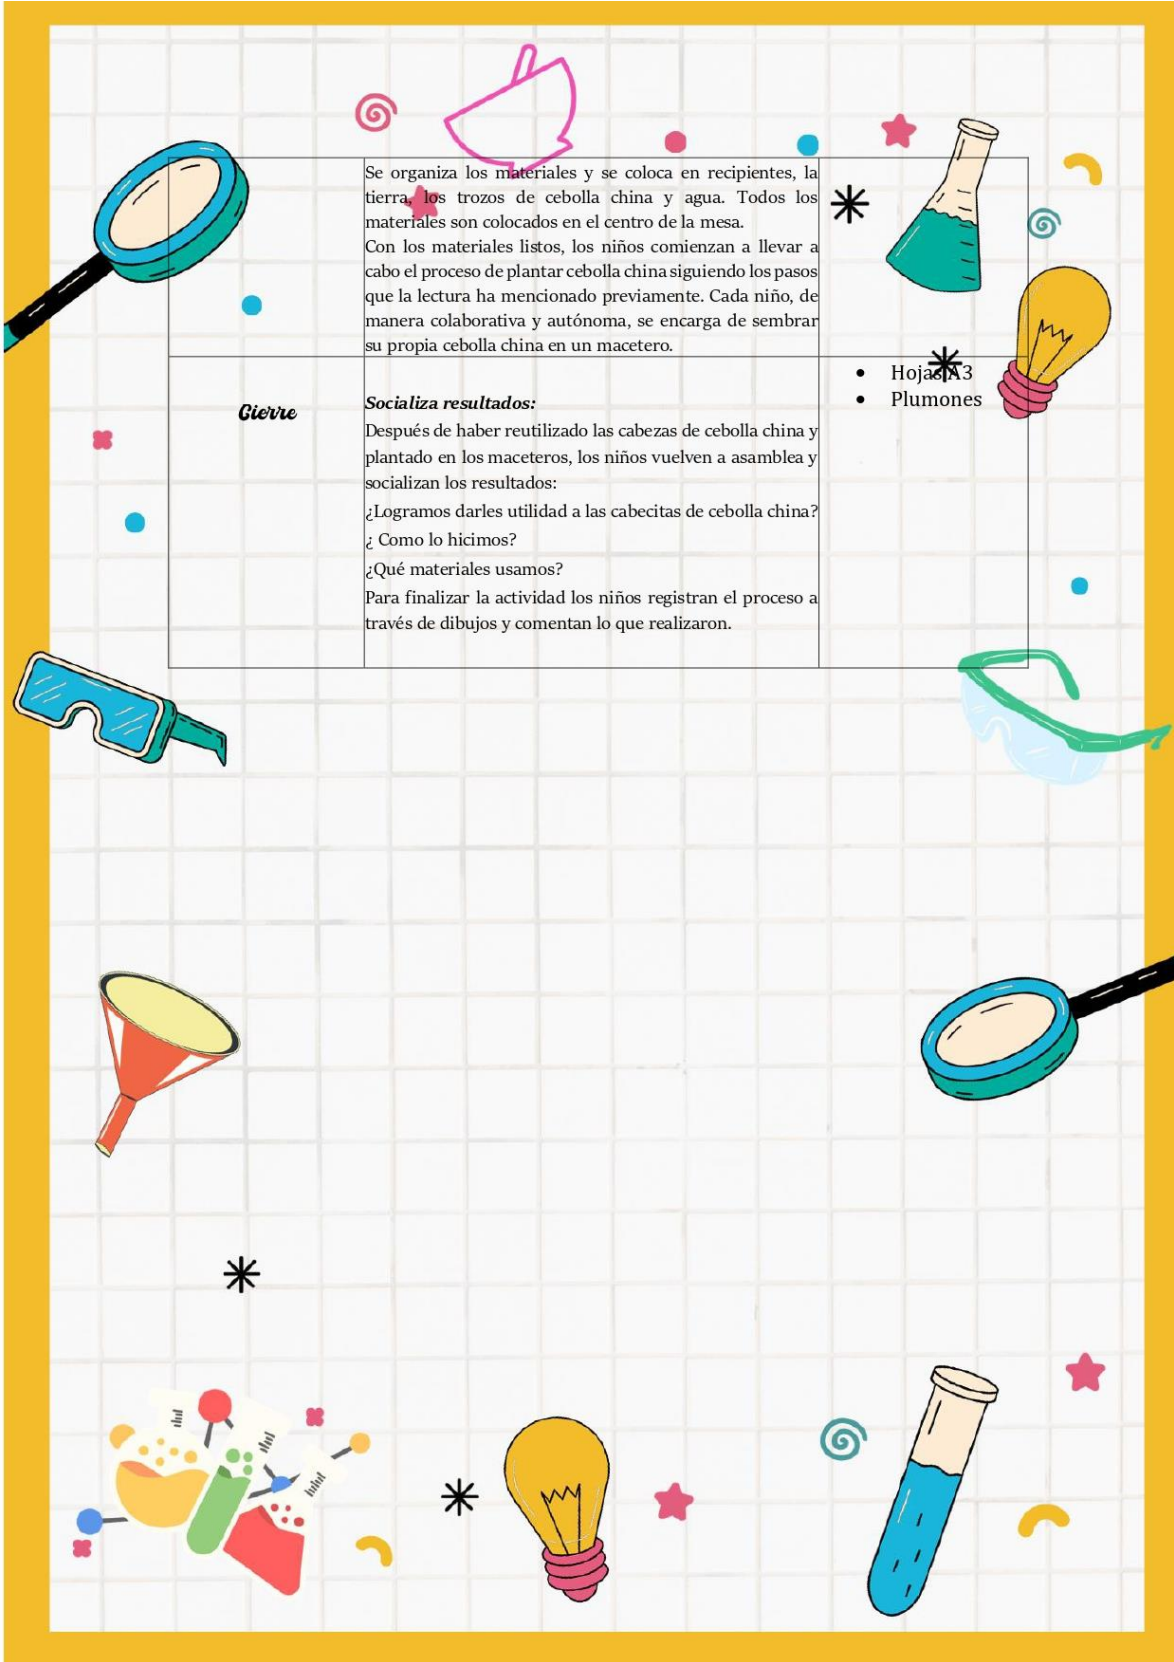 Se organiza los materiales y se coloca en recipientes, la
tierra, los trozos de cebolla china y agua. Todos los
materiales son colocados en el centro de la mesa.
Con los materiales listos, los niños comienzan a llevar a
cabo el proceso de plantar cebolla china siguiendo los pasos
que la lectura ha mencionado previamente. Cada niño, de
manera colaborativa y autónoma, se encarga de sembrar
su propia cebolla china en un macetero.
Cierre
Socializa resultados:
Después de haber reutilizado las cabezas de cebolla china y
plantado en los maceteros, los niños vuelven a asamblea y
socializan los resultados:
¿Logramos darles utilidad a las cabecitas de cebolla china?
¿ Como lo hicimos?
¿Qué materiales usamos?
Para finalizar la actividad los niños registran el proceso a
través de dibujos y comentan lo que realizaron.
• Hojas A3
• Plumones